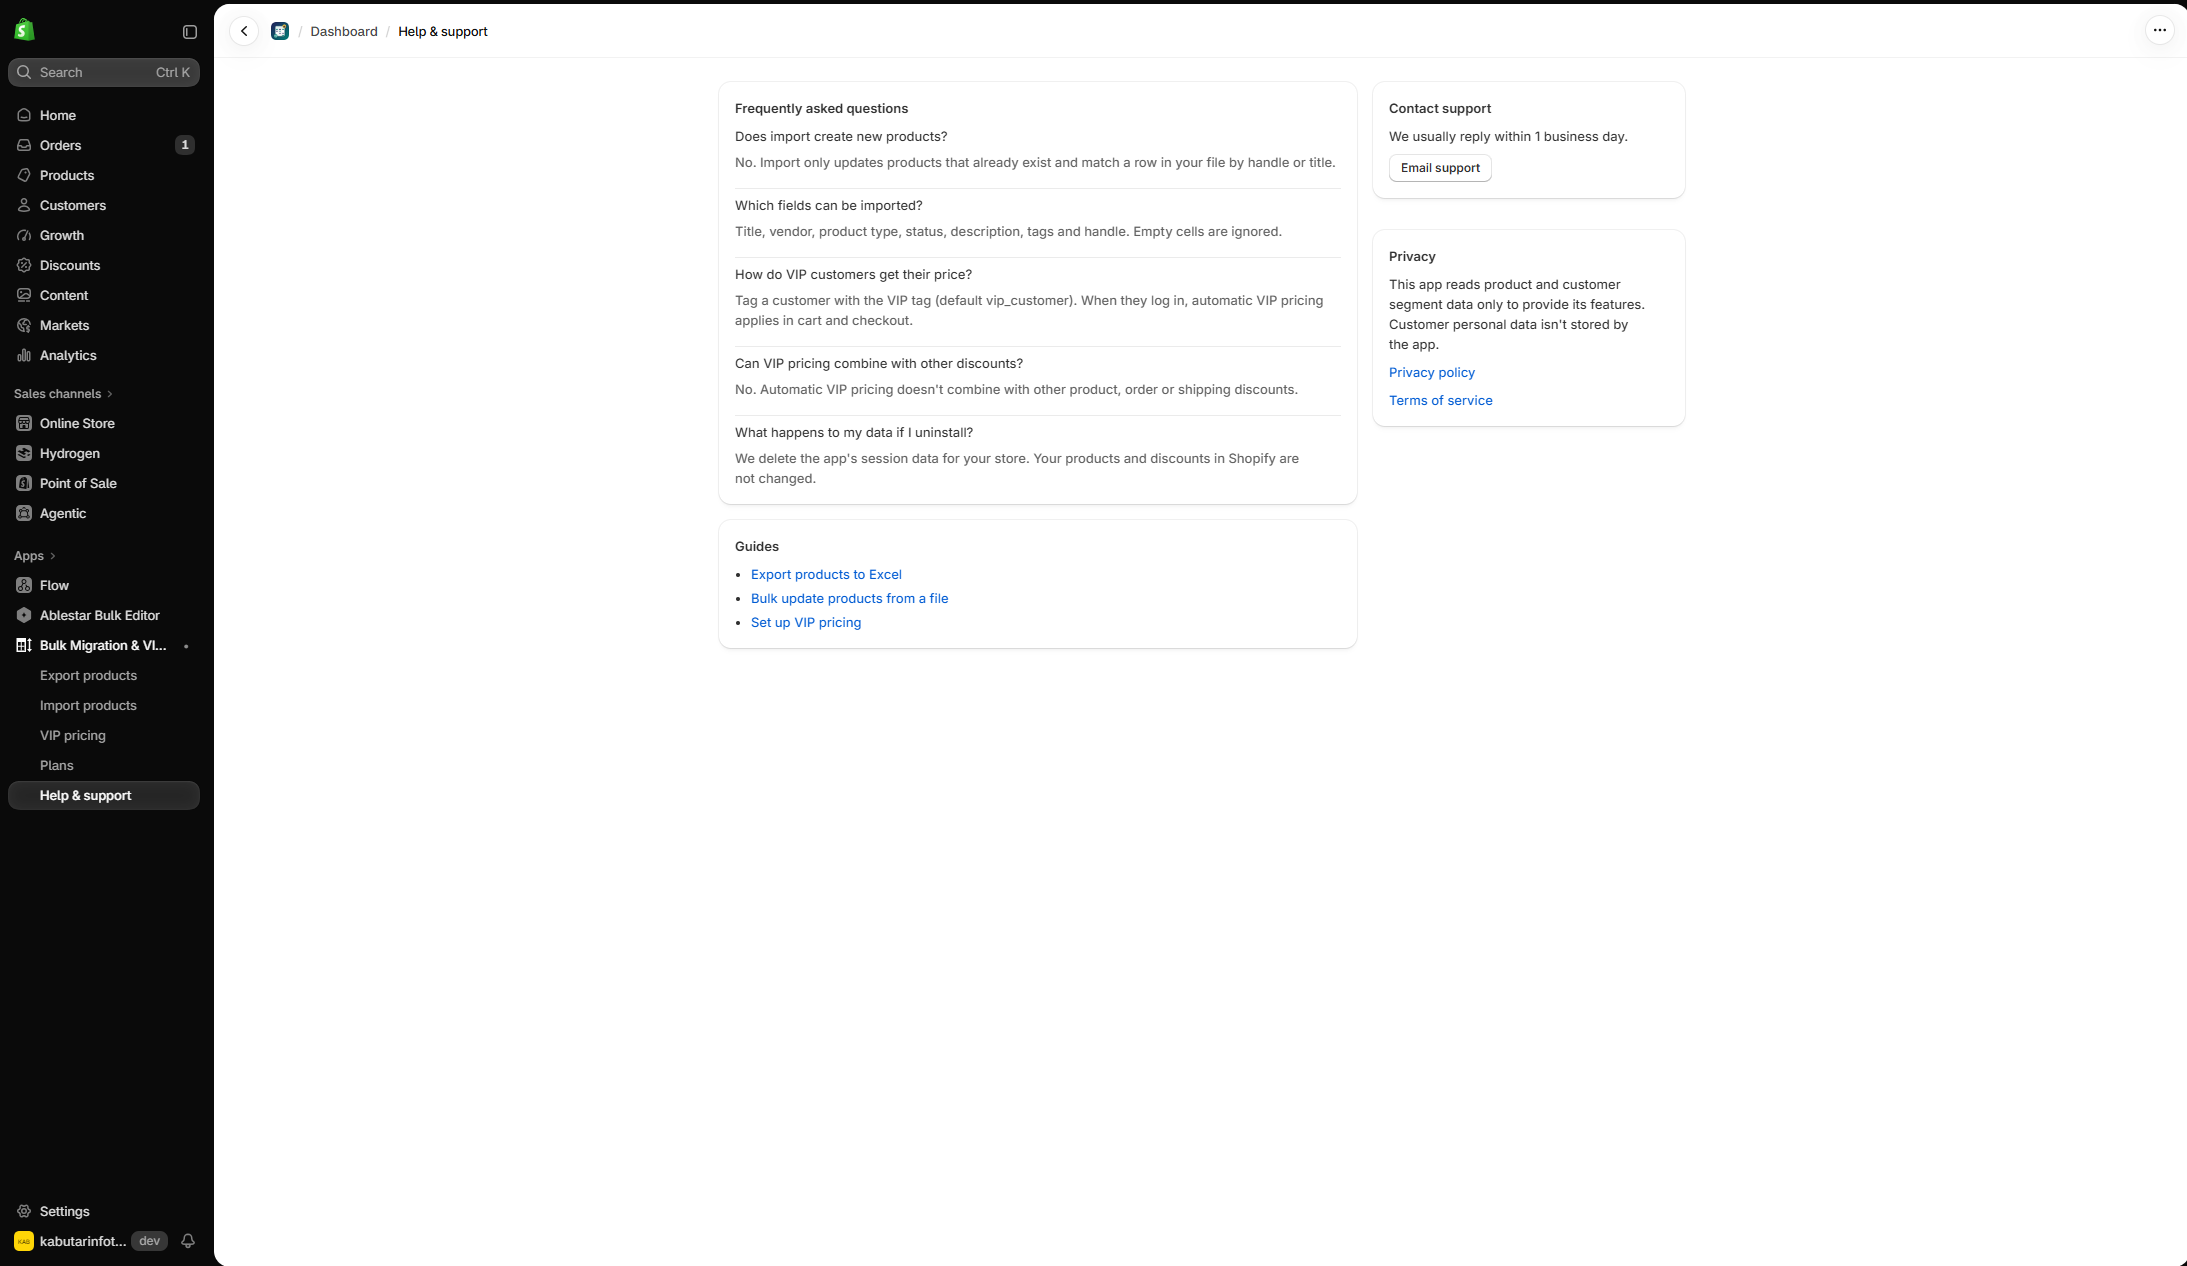 Search Ctrl K
Home
Orders 1
Products
Customers
Growth
Discounts
Content
Markets
Analytics
Sales channels
Online Store
Hydrogen
Point of Sale
Agentic
Apps
Flow
Ablestar Bulk Editor
Bulk Migration & VI...
Export products
Import products
VIP pricing
Plans
Help & support
Settings
KAB kabutarinfot... dev
/ Dashboard / Help & support
Frequently asked questions
Does import create new products?
No. Import only updates products that already exist and match a row in your file by handle or title.
Which fields can be imported?
Title, vendor, product type, status, description, tags and handle. Empty cells are ignored.
How do VIP customers get their price?
Tag a customer with the VIP tag (default vip_customer). When they log in, automatic VIP pricing
applies in cart and checkout.
Can VIP pricing combine with other discounts?
No. Automatic VIP pricing doesn't combine with other product, order or shipping discounts.
What happens to my data if I uninstall?
We delete the app's session data for your store. Your products and discounts in Shopify are
not changed.
Guides
• Export products to Excel
• Bulk update products from a file
• Set up VIP pricing
Contact support
We usually reply within 1 business day.
Email support
Privacy
This app reads product and customer
segment data only to provide its features.
Customer personal data isn't stored by
the app.
Privacy policy
Terms of service